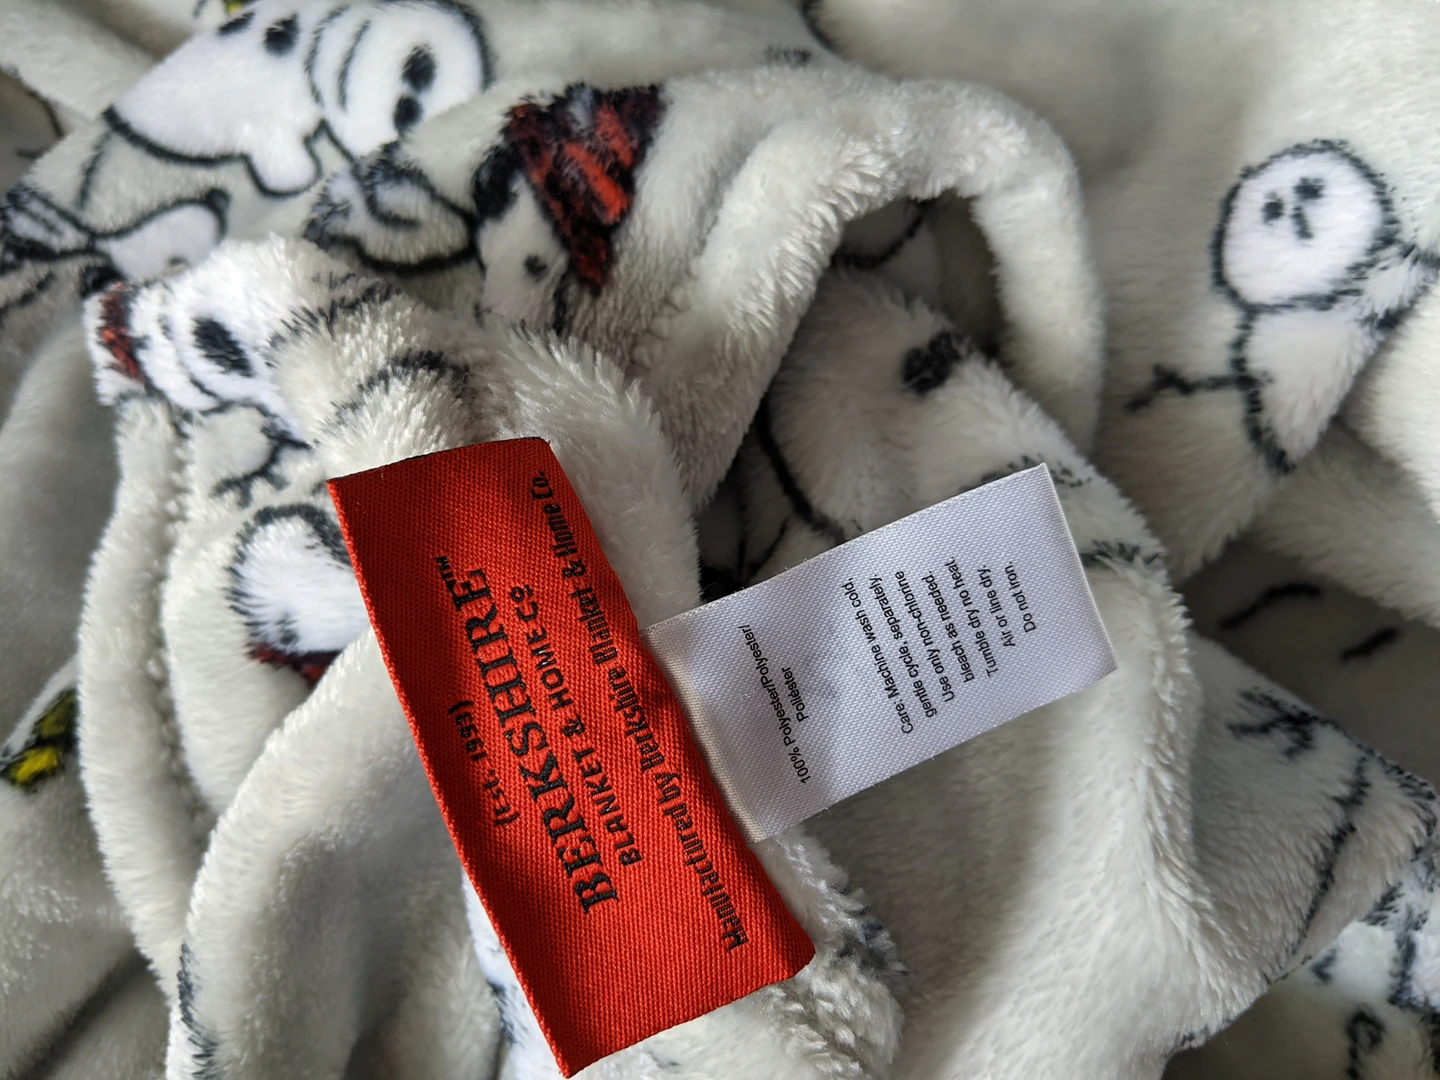 (Est. 1993)
BERKSHIRE™
BLANKET & HOME Co.
Manufactured by Berkshire Blanket & Home Co.
100% Polyester/Polyester/
Poliéster
Care. Machine wash cold,
gentle cycle, separately.
Use only non-chlorine
bleach as needed.
Tumble dry no heat.
Air or line dry.
Do not iron.